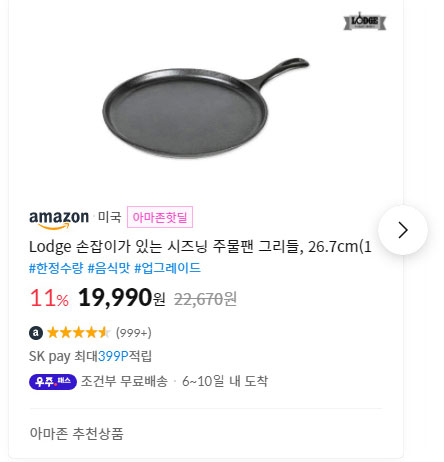 LODGE
amazon 미국 아마존핫딜
Lodge 손잡이가 있는 시즈닝 주물팬 그리들, 26.7cm(1
#한정수량 #음식맛 #업그레이드
11% 19,990원 22,670원
a (999+)
SK pay 최대399P적립
우주패스 조건부 무료배송 · 6~10일 내 도착
아마존 추천상품